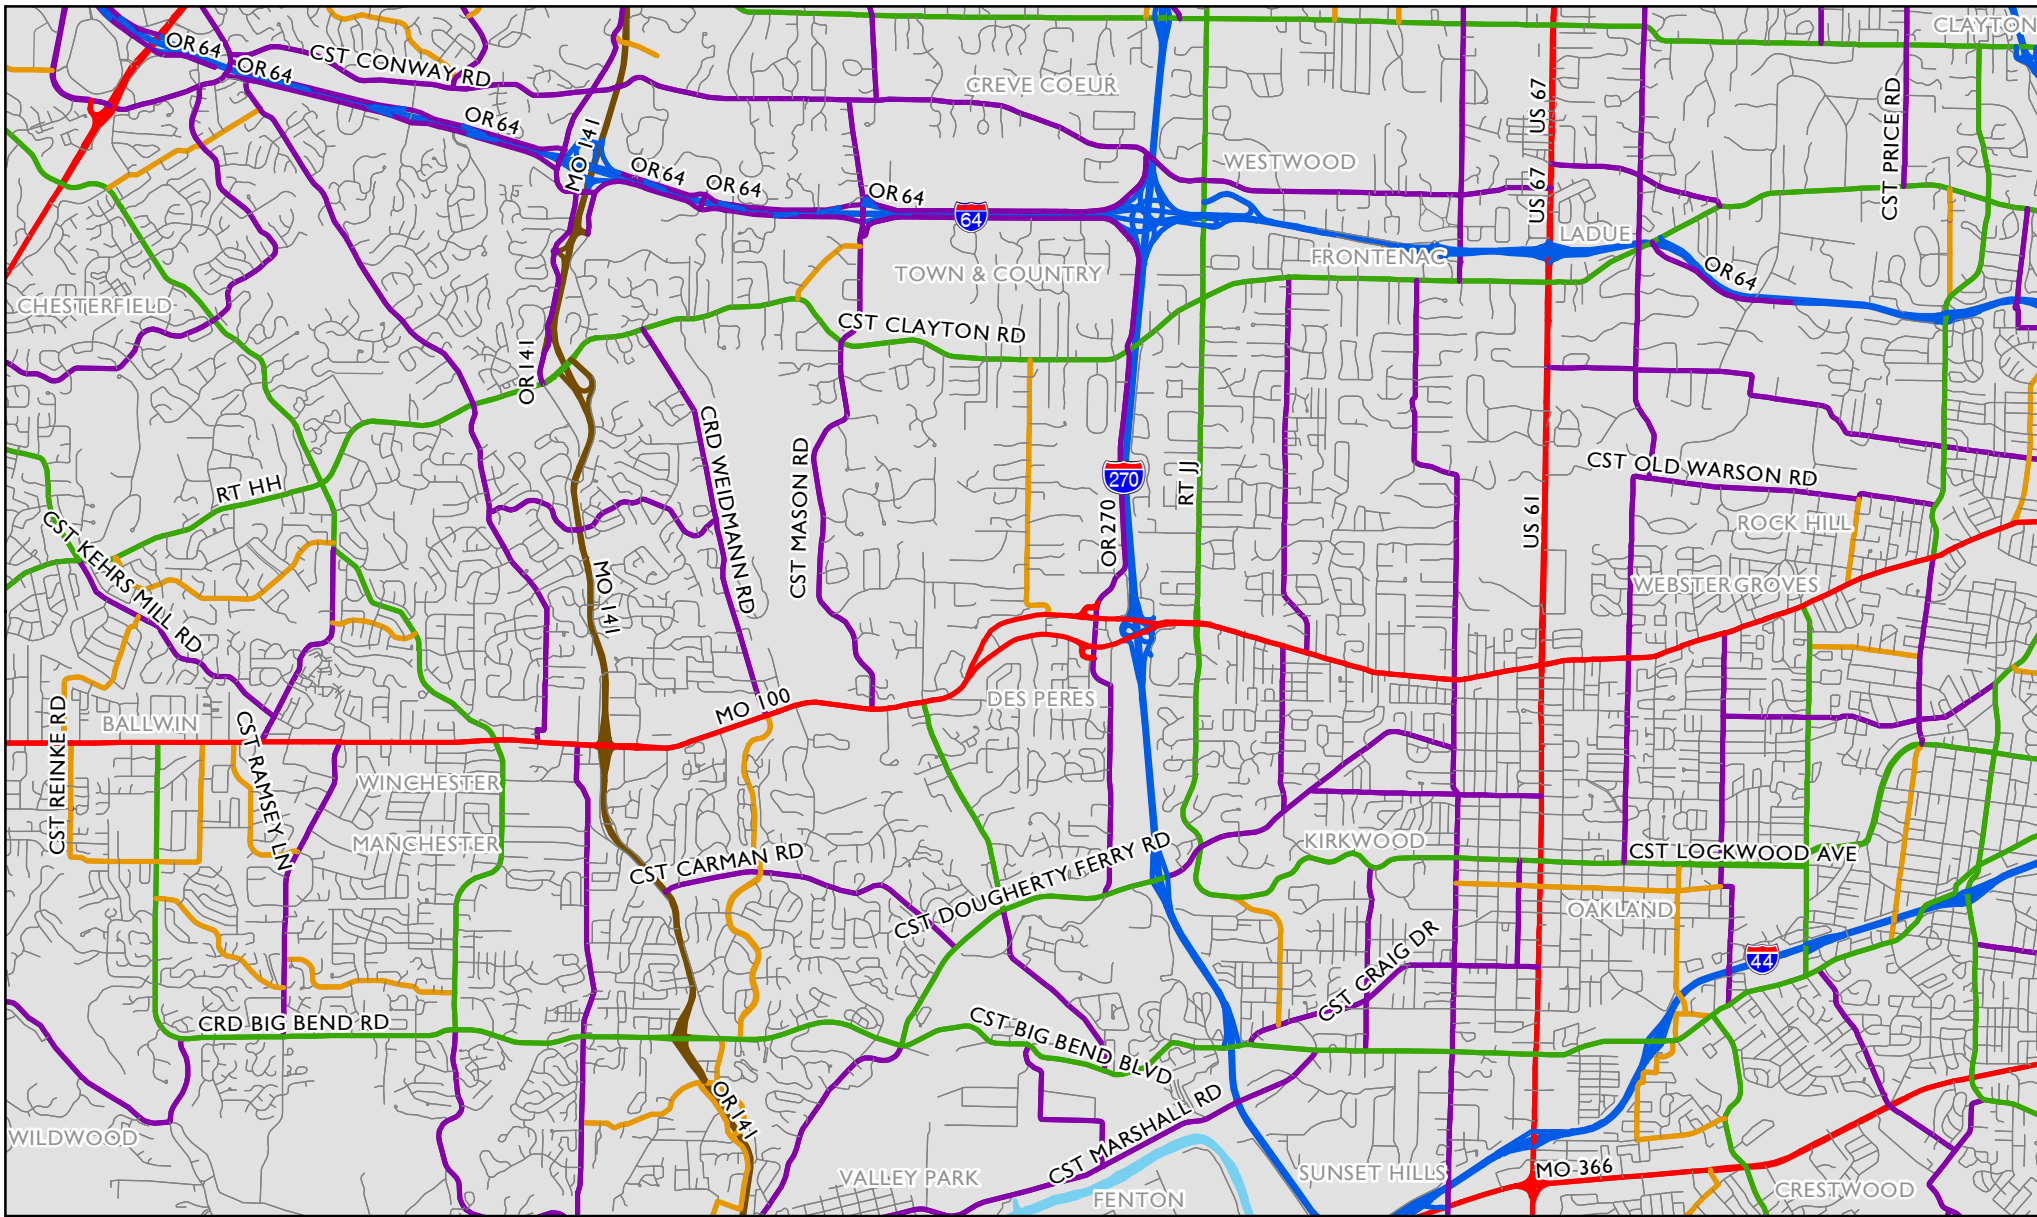 CLAYTON
OR 64
CST CONWAY RD
OR 64
CREVE COEUR
US 67
CST PRICE RD
OR 64
MO 141
WESTWOOD
OR 64
OR 64
OR 64
US 67
64
LADUE
FRONTENAC
TOWN & COUNTRY
OR 64
CHESTERFIELD
CST CLAYTON RD
OR 141
CRD WEIDMANN RD
CST MASON RD
CST OLD WARSON RD
270
RT JJ
RT HH
OR 270
US 61
ROCK HILL
CST KEHRS MILL RD
MO 141
WEBSTER GROVES
DES PERES
MO 100
CST REINKE RD
BALLWIN
CST RAMSEY LN
WINCHESTER
MANCHESTER
KIRKWOOD
CST LOCKWOOD AVE
CST CARMAN RD
CST DOUGHERTY FERRY RD
OAKLAND
CST CRAIG DR
44
CRD BIG BEND RD
CST BIG BEND BLVD
OR 141
CST MARSHALL RD
WILDWOOD
VALLEY PARK
SUNSET HILLS
MO 366
FENTON
CRESTWOOD